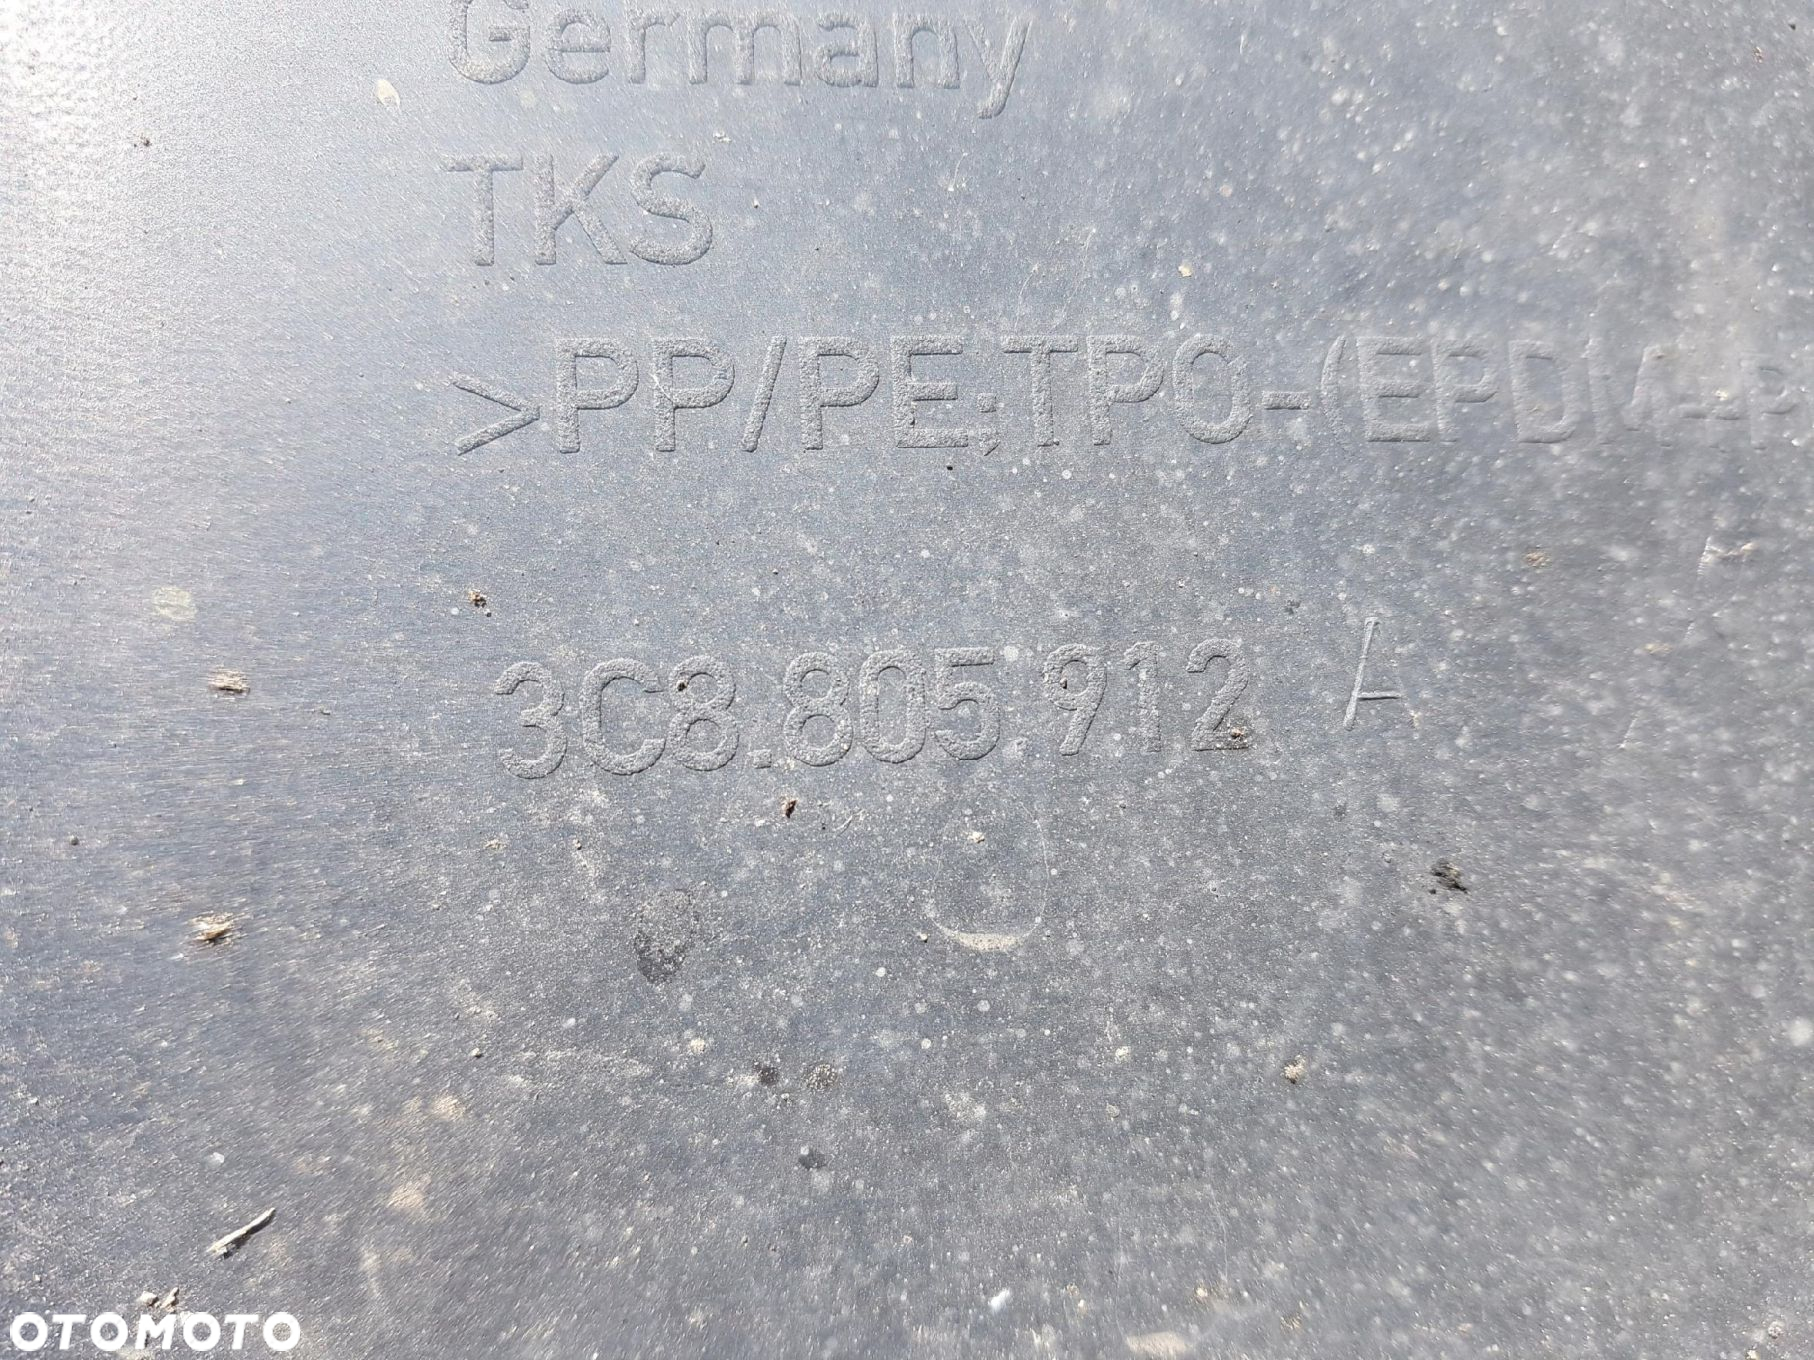 Germany
TKS
>PP/PE;TPO-(EPDM+P
3C8.805.912 A
OTOMOTO